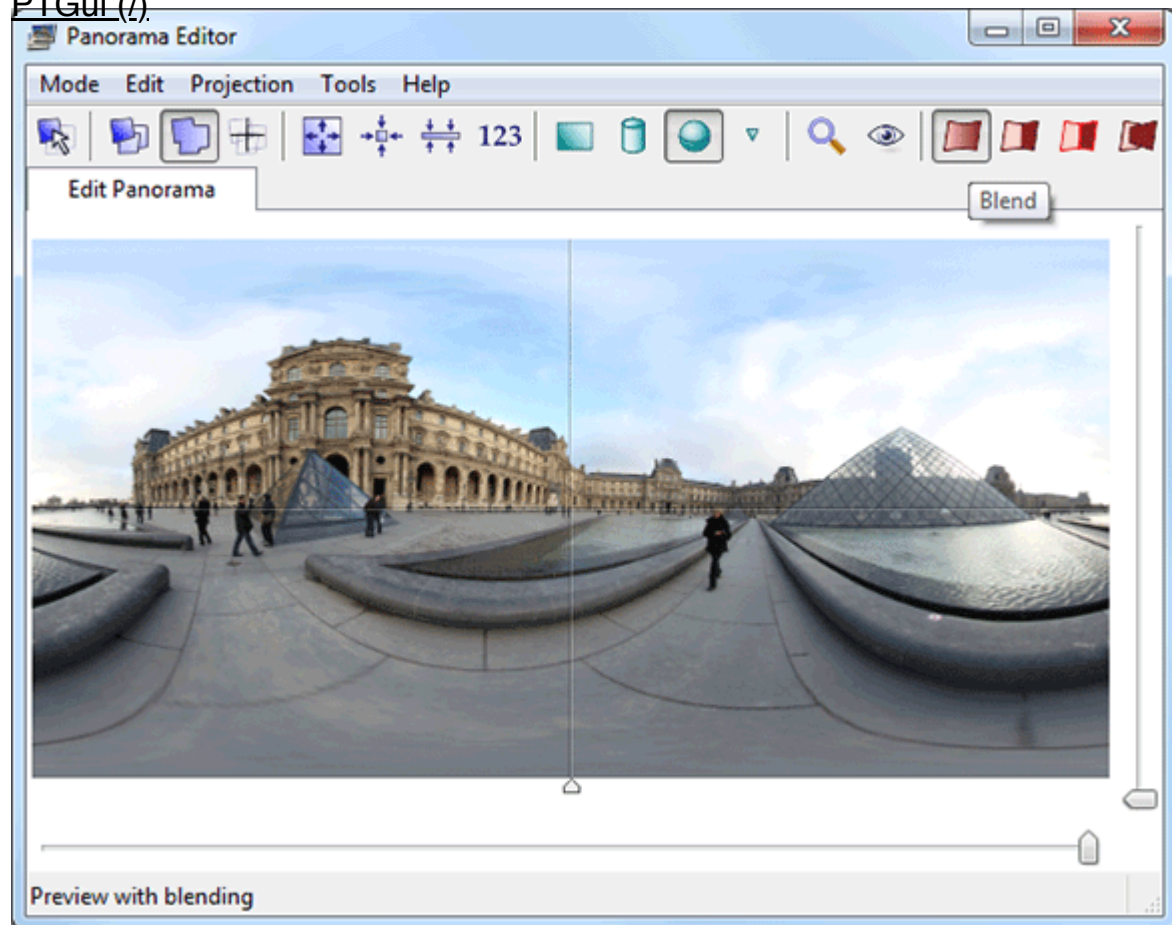 PTGui (/)
Panorama Editor
Mode Edit Projection Tools Help
123
Edit Panorama
Blend
Preview with blending